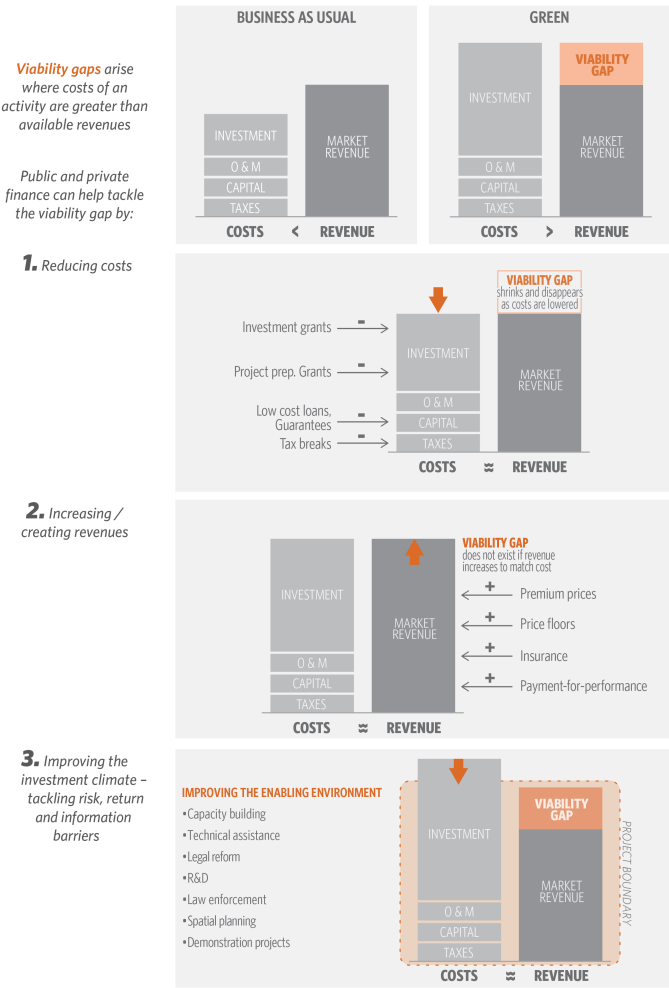 BUSINESS AS USUAL
GREEN
Viability gaps arise
where costs of an
activity are greater than
available revenues
Public and private
finance can help tackle
the viability gap by:
INVESTMENT
O & M
CAPITAL
TAXES
MARKET
REVENUE
COSTS < REVENUE
INVESTMENT
O & M
CAPITAL
TAXES
VIABILITY
GAP
MARKET
REVENUE
COSTS > REVENUE
1. Reducing costs
Investment grants -
Project prep. Grants -
Low cost loans,
Guarantees -
Tax breaks -
INVESTMENT
O & M
CAPITAL
TAXES
VIABILITY GAP
shrinks and disappears
as costs are lowered
MARKET
REVENUE
COSTS ≈ REVENUE
2. Increasing /
creating revenues
INVESTMENT
O & M
CAPITAL
TAXES
MARKET
REVENUE
VIABILITY GAP
does not exist if revenue
increases to match cost
+ Premium prices
+ Price floors
+ Insurance
+ Payment-for-performance
COSTS ≈ REVENUE
3. Improving the
investment climate –
tackling risk, return
and information
barriers
IMPROVING THE ENABLING ENVIRONMENT
•Capacity building
•Technical assistance
•Legal reform
•R&D
•Law enforcement
•Spatial planning
•Demonstration projects
INVESTMENT
O & M
CAPITAL
TAXES
VIABILITY
GAP
MARKET
REVENUE
PROJECT BOUNDARY
COSTS ≈ REVENUE